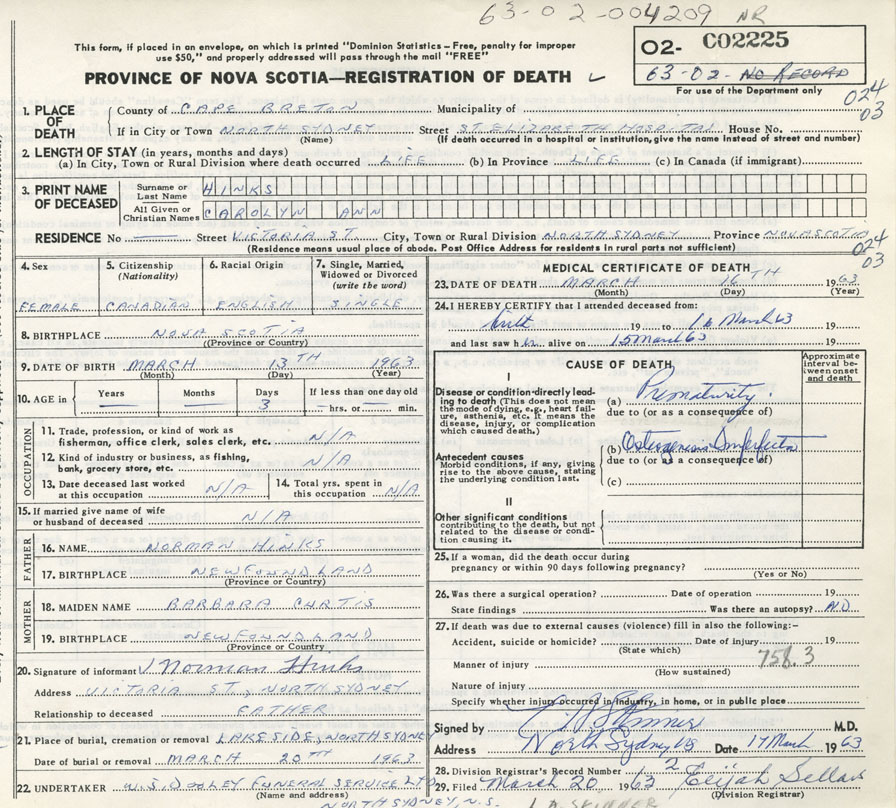 63-02-004209 NR
This form, if placed in an envelope, on which is printed "Dominion Statistics – Free, penalty for improper
use $50," and properly addressed will pass through the mail "FREE"
02- C02225
63-02- NO RECORD
PROVINCE OF NOVA SCOTIA—REGISTRATION OF DEATH
For use of the Department only
024
03
1. PLACE OF DEATH
County of CAPE BRETON Municipality of
If in City or Town NORTH SYDNEY Street ST ELIZABETH HOSPITAL House No.
(Name) (If death occurred in a hospital or institution, give the name instead of street and number)
2. LENGTH OF STAY (in years, months and days)
(a) In City, Town or Rural Division where death occurred LIFE (b) In Province LIFE (c) In Canada (if immigrant)
3. PRINT NAME OF DECEASED
Surname or Last Name HINKS
All Given or Christian Names CAROLYN ANN
RESIDENCE No — Street VICTORIA ST City, Town or Rural Division NORTH SYDNEY Province NOVA SCOTIA
(Residence means usual place of abode. Post Office Address for residents in rural parts not sufficient)
024
03
4. Sex
FEMALE
5. Citizenship (Nationality)
CANADIAN
6. Racial Origin
ENGLISH
7. Single, Married, Widowed or Divorced (write the word)
SINGLE
8. BIRTHPLACE NOVA SCOTIA
(Province or Country)
9. DATE OF BIRTH MARCH 13TH 1963
(Month) (Day) (Year)
10. AGE in Years Months Days If less than one day old
— — 3 — hrs. or — min.
OCCUPATION
11. Trade, profession, or kind of work as
fisherman, office clerk, sales clerk, etc. N/A
12. Kind of industry or business, as fishing,
bank, grocery store, etc. N/A
13. Date deceased last worked
at this occupation N/A
14. Total yrs. spent in
this occupation N/A
15. If married give name of wife
or husband of deceased N/A
FATHER
16. NAME NORMAN HINKS
17. BIRTHPLACE NEWFOUNDLAND
(Province or Country)
MOTHER
18. MAIDEN NAME BARBARA CURTIS
19. BIRTHPLACE NEWFOUNDLAND
(Province or Country)
20. Signature of informant Norman Hinks
Address VICTORIA ST., NORTH SYDNEY
Relationship to deceased FATHER
21. Place of burial, cremation or removal LAKESIDE, NORTH SYDNEY
Date of burial or removal MARCH 20TH 1963
22. UNDERTAKER W.S. DOOLEY FUNERAL SERVICE LTD
(Name and address)
NORTH SYDNEY, N.S.
MEDICAL CERTIFICATE OF DEATH
23. DATE OF DEATH MARCH 16TH 1963
(Month) (Day) (Year)
24. I HEREBY CERTIFY that I attended deceased from:
birth 19 to 16 March 63 19
and last saw h alive on 15 March 63 19
CAUSE OF DEATH
Approximate interval between onset and death
I
Disease or condition directly leading to death (This does not mean the mode of dying, e.g., heart failure, asthenia, etc. It means the disease, injury, or complication which caused death.)
(a) Prematurity
due to (or as a consequence of)
Antecedent causes
Morbid conditions, if any, giving rise to the above cause, stating the underlying condition last.
(b) Osteogenesis Imperfecta
due to (or as a consequence of)
(c)
II
Other significant conditions
contributing to the death, but not related to the disease or condition causing it.
25. If a woman, did the death occur during
pregnancy or within 90 days following pregnancy?
(Yes or No)
26. Was there a surgical operation? Date of operation 19
State findings Was there an autopsy? NO
27. If death was due to external causes (violence) fill in also the following:-
Accident, suicide or homicide? Date of injury 19
(State which)
758.3
Manner of injury
(How sustained)
Nature of injury
Specify whether injury occurred in industry, in home, or in public place
Signed by Skinner M.D.
Address North Sydney NS Date 17 March 1963
28. Division Registrar's Record Number 2
29. Filed March 20 1963 Elijah Sellars
(Division Registrar)
SKINNER